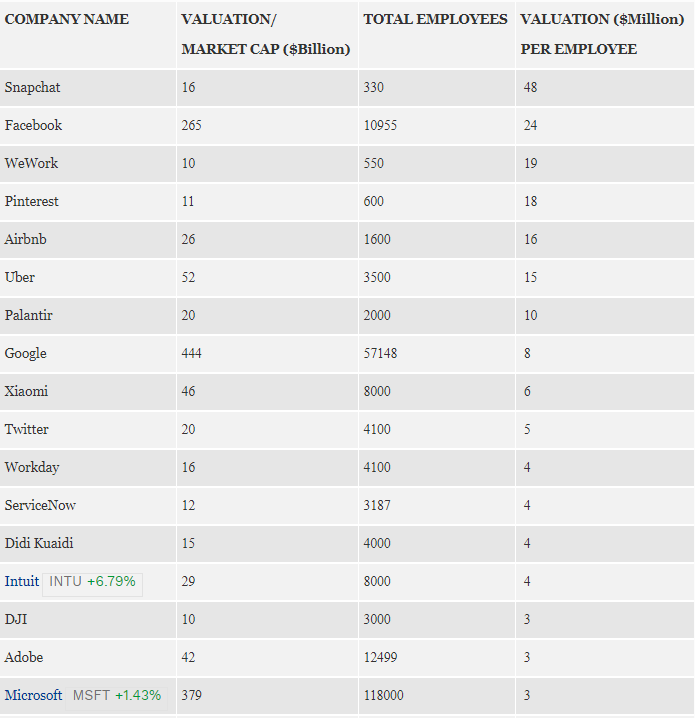 COMPANY NAME VALUATION/ TOTAL EMPLOYEES VALUATION ($Million)
MARKET CAP ($Billion) PER EMPLOYEE
Snapchat 16 330 48
Facebook 265 10955 24
WeWork 10 550 19
Pinterest 11 600 18
Airbnb 26 1600 16
Uber 52 3500 15
Palantir 20 2000 10
Google 444 57148 8
Xiaomi 46 8000 6
Twitter 20 4100 5
Workday 16 4100 4
ServiceNow 12 3187 4
Didi Kuaidi 15 4000 4
Intuit INTU +6.79% 29 8000 4
DJI 10 3000 3
Adobe 42 12499 3
Microsoft MSFT +1.43% 379 118000 3